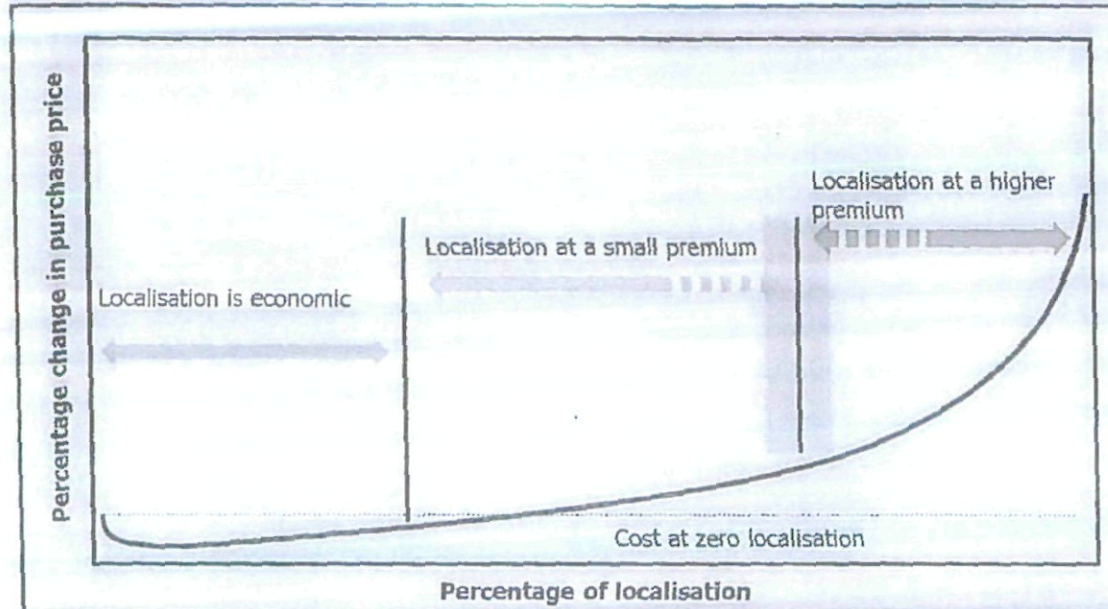 Percentage change in purchase price
Localisation at a higher
premium
Localisation at a small premium
Localisation is economic
Cost at zero localisation
Percentage of localisation